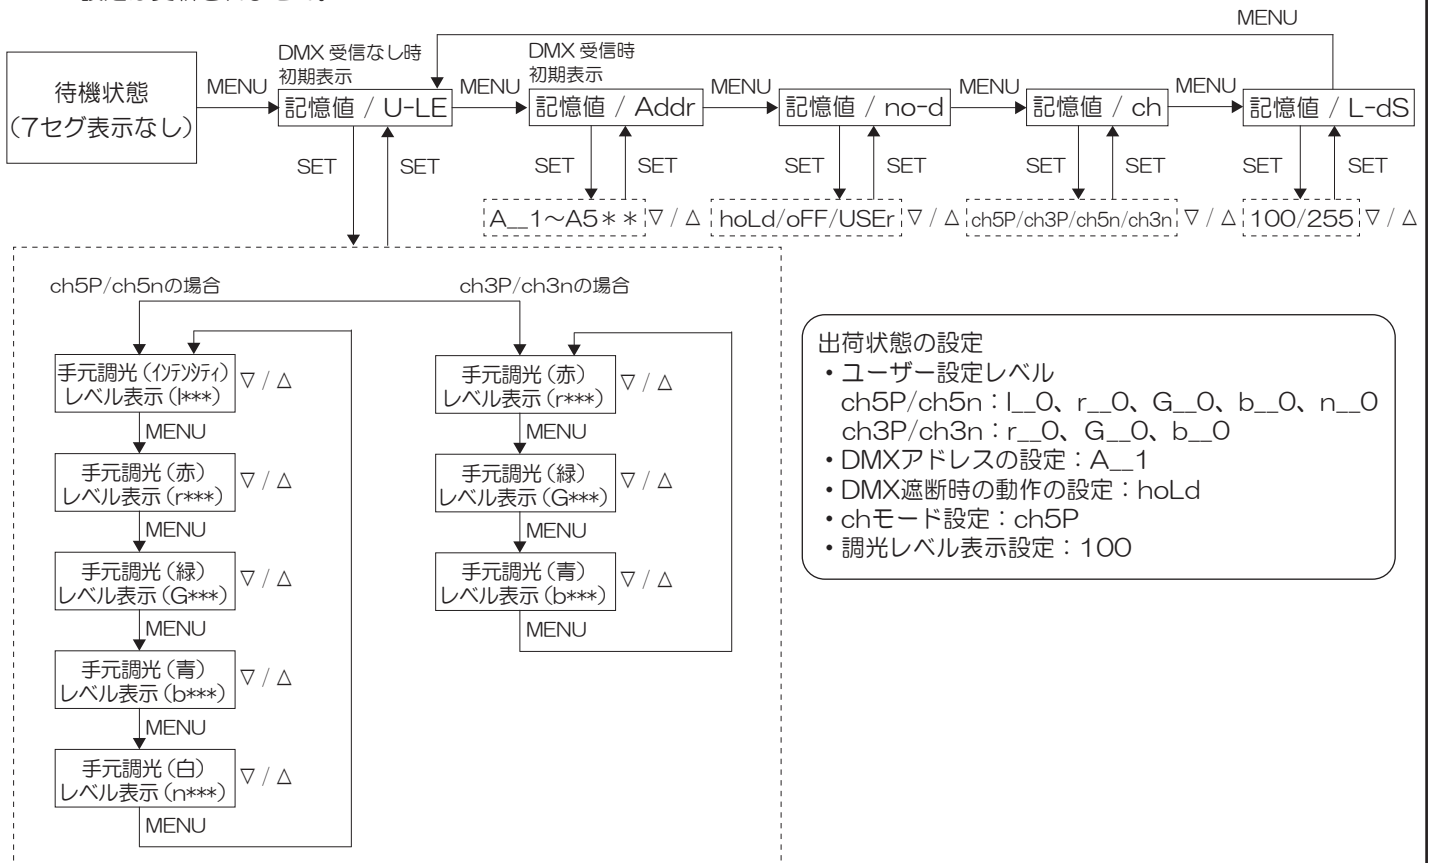 MENU
DMX 受信なし時
初期表示
DMX 受信時
初期表示
待機状態
(7セグ表示なし)
MENU
記憶値 / U-LE
MENU
記憶値 / Addr
MENU
記憶値 / no-d
MENU
記憶値 / ch
MENU
記憶値 / L-dS
SET
SET
SET
SET
SET
SET
SET
SET
SET
SET
A__1～A5＊＊
▽ / △
hoLd/oFF/USEr
▽ / △
ch5P/ch3P/ch5n/ch3n
▽ / △
100/255
▽ / △
ch5P/ch5nの場合
手元調光(インテンシティ)
レベル表示(I***)
▽ / △
MENU
手元調光(赤)
レベル表示(r***)
▽ / △
MENU
手元調光(緑)
レベル表示(G***)
▽ / △
MENU
手元調光(青)
レベル表示(b***)
▽ / △
MENU
手元調光(白)
レベル表示(n***)
▽ / △
MENU
ch3P/ch3nの場合
手元調光(赤)
レベル表示(r***)
▽ / △
MENU
手元調光(緑)
レベル表示(G***)
▽ / △
MENU
手元調光(青)
レベル表示(b***)
▽ / △
MENU
出荷状態の設定
・ユーザー設定レベル
ch5P/ch5n：I__0、r__0、G__0、b__0、n__0
ch3P/ch3n：r__0、G__0、b__0
・DMXアドレスの設定：A__1
・DMX遮断時の動作の設定：hoLd
・chモード設定：ch5P
・調光レベル表示設定：100